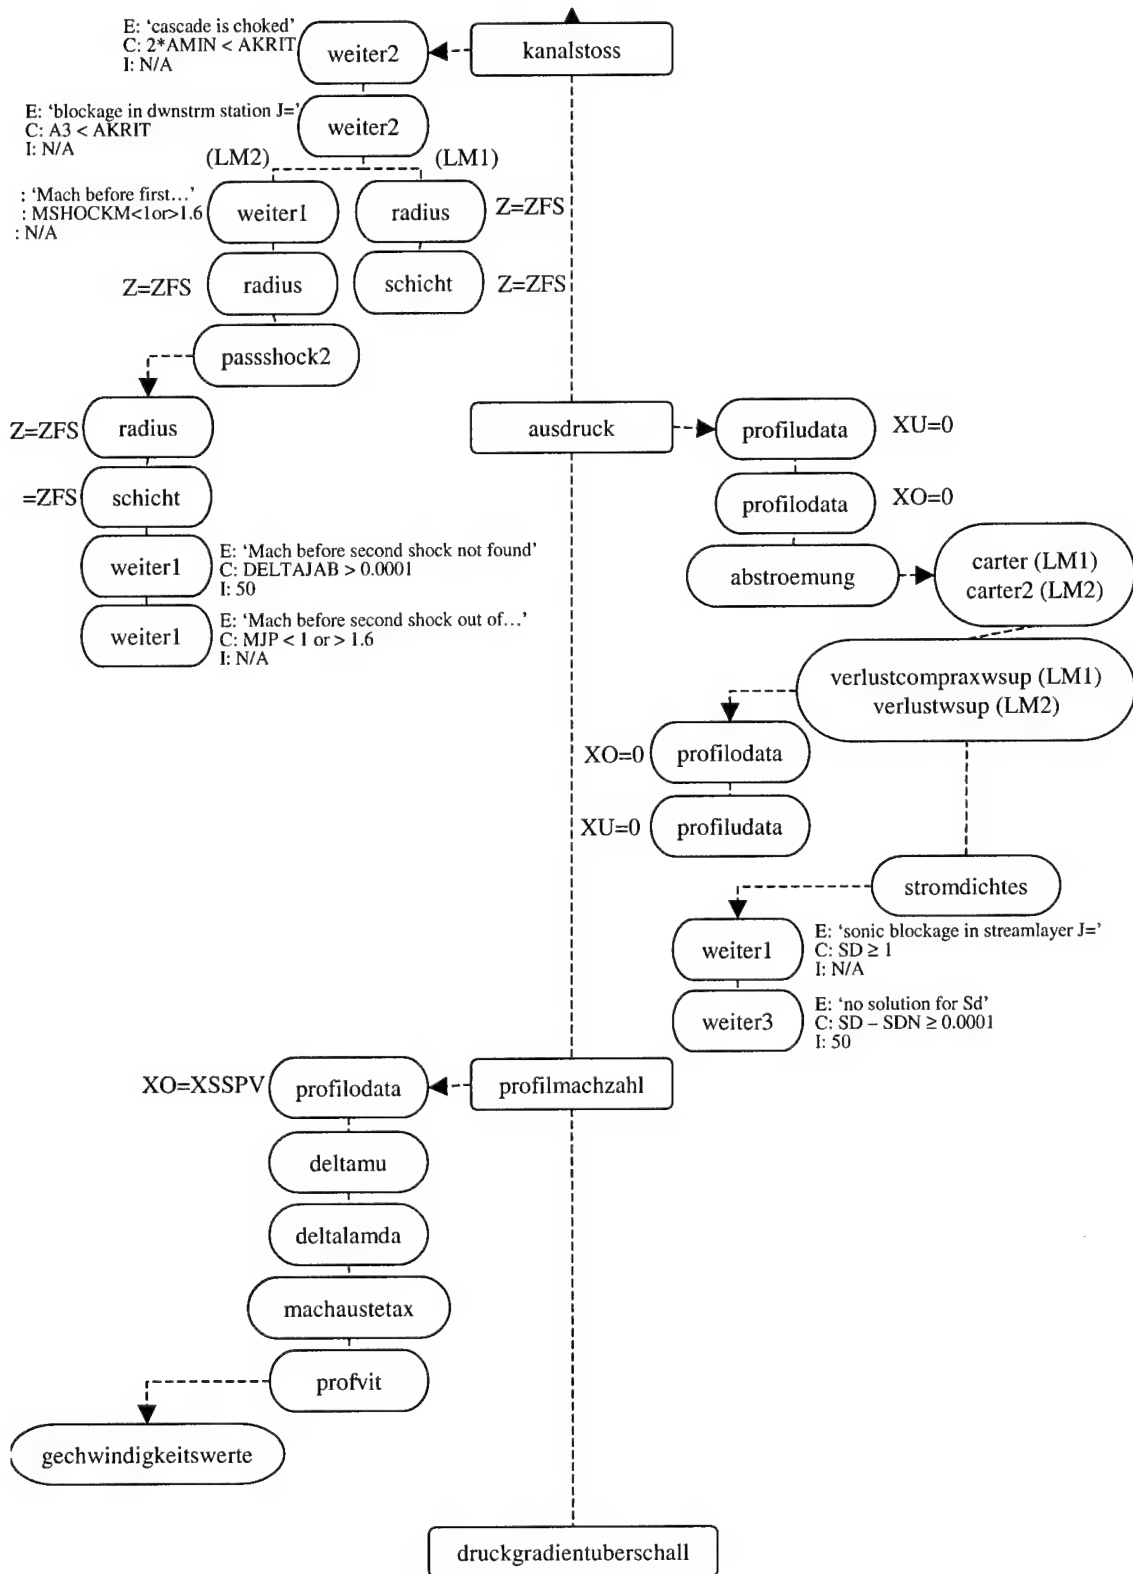 E: ‘cascade is choked’
C: 2*AMIN < AKRIT
I: N/A
weiter2
kanalstoss
E: ‘blockage in dwnstrm station J=’
C: A3 < AKRIT
I: N/A
weiter2
(LM2)
(LM1)
: ‘Mach before first…’
: MSHOCKM<1or>1.6
: N/A
weiter1
radius
Z=ZFS
Z=ZFS
radius
schicht
Z=ZFS
passshock2
Z=ZFS
radius
ausdruck
profiludata
XU=0
=ZFS
schicht
profilodata
XO=0
weiter1
E: ‘Mach before second shock not found’
C: DELTAJAB > 0.0001
I: 50
abstroemung
carter (LM1)
carter2 (LM2)
weiter1
E: ‘Mach before second shock out of…’
C: MJP < 1 or > 1.6
I: N/A
verlustcompraxwsup (LM1)
verlustwsup (LM2)
XO=0
profilodata
XU=0
profiludata
stromdichtes
weiter1
E: ‘sonic blockage in streamlayer J=’
C: SD ≥ 1
I: N/A
weiter3
E: ‘no solution for Sd’
C: SD – SDN ≥ 0.0001
I: 50
XO=XSSPV
profilodata
profilmachzahl
deltamu
deltalamda
machaustetax
profvit
gechwindigkeitswerte
druckgradientuberschall